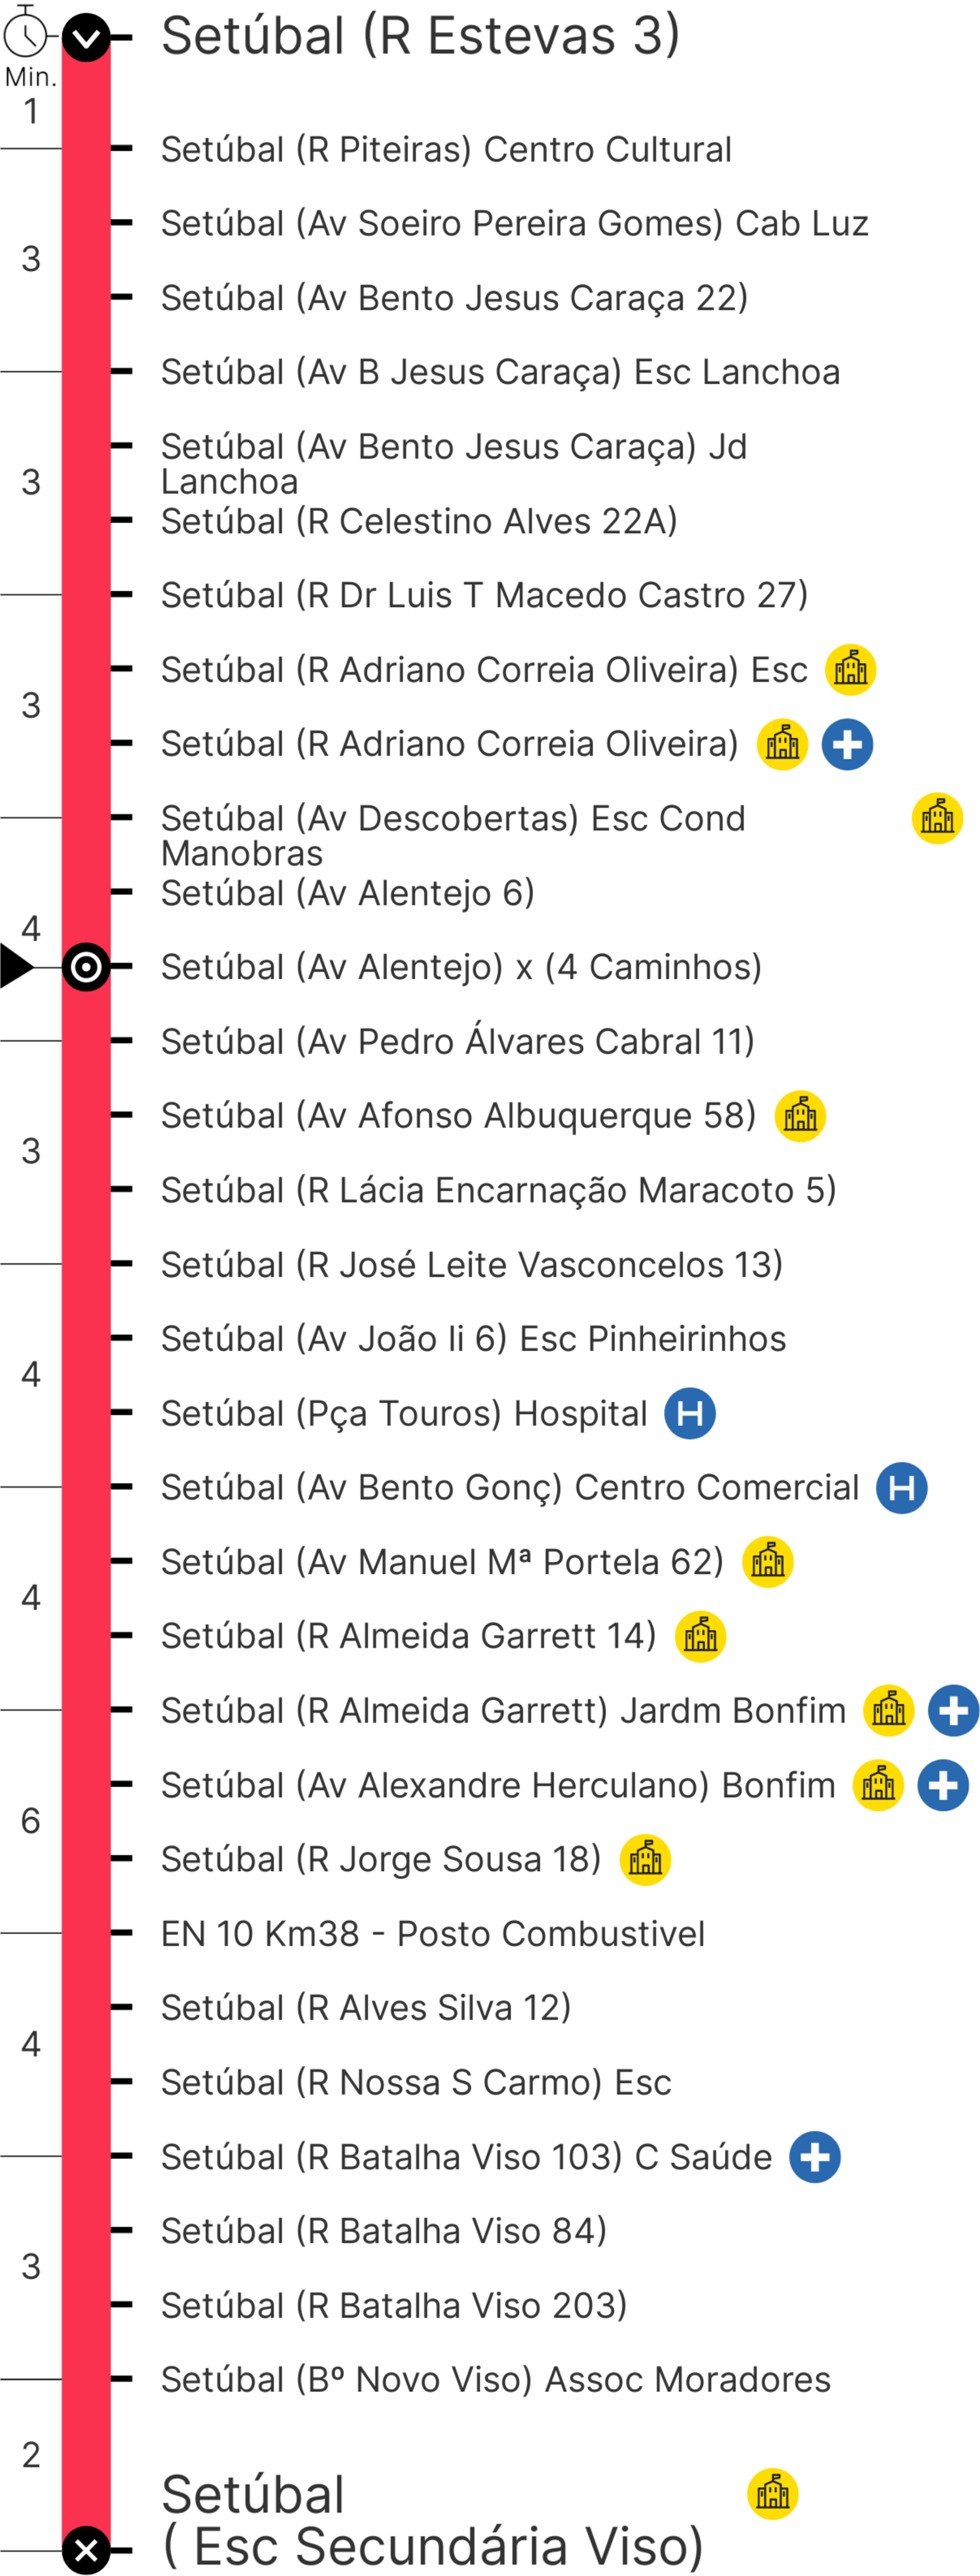 Setúbal (R Estevas 3)
Min.
1
Setúbal (R Piteiras) Centro Cultural
Setúbal (Av Soeiro Pereira Gomes) Cab Luz
3
Setúbal (Av Bento Jesus Caraça 22)
Setúbal (Av B Jesus Caraça) Esc Lanchoa
Setúbal (Av Bento Jesus Caraça) Jd
Lanchoa
3
Setúbal (R Celestino Alves 22A)
Setúbal (R Dr Luis T Macedo Castro 27)
Setúbal (R Adriano Correia Oliveira) Esc
3
Setúbal (R Adriano Correia Oliveira)
Setúbal (Av Descobertas) Esc Cond
Manobras
Setúbal (Av Alentejo 6)
4
Setúbal (Av Alentejo) x (4 Caminhos)
Setúbal (Av Pedro Álvares Cabral 11)
Setúbal (Av Afonso Albuquerque 58)
3
Setúbal (R Lácia Encarnação Maracoto 5)
Setúbal (R José Leite Vasconcelos 13)
Setúbal (Av João Ii 6) Esc Pinheirinhos
4
Setúbal (Pça Touros) Hospital H
Setúbal (Av Bento Gonç) Centro Comercial H
Setúbal (Av Manuel Mª Portela 62)
4
Setúbal (R Almeida Garrett 14)
Setúbal (R Almeida Garrett) Jardm Bonfim
Setúbal (Av Alexandre Herculano) Bonfim
6
Setúbal (R Jorge Sousa 18)
EN 10 Km38 - Posto Combustivel
Setúbal (R Alves Silva 12)
4
Setúbal (R Nossa S Carmo) Esc
Setúbal (R Batalha Viso 103) C Saúde
Setúbal (R Batalha Viso 84)
3
Setúbal (R Batalha Viso 203)
Setúbal (Bº Novo Viso) Assoc Moradores
2
Setúbal
( Esc Secundária Viso)